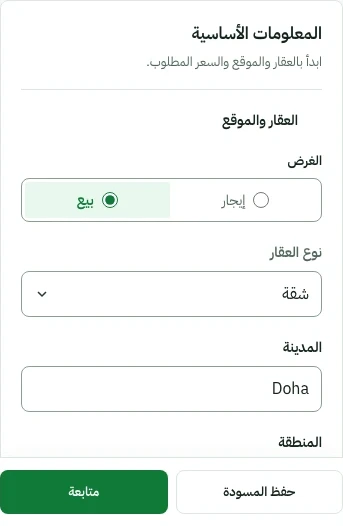 المعلومات الأساسية
ابدأ بالعقار والموقع والسعر المطلوب.
العقار والموقع
الغرض
إيجار
بيع
نوع العقار
شقة
المدينة
Doha
المنطقة
حفظ المسودة
متابعة